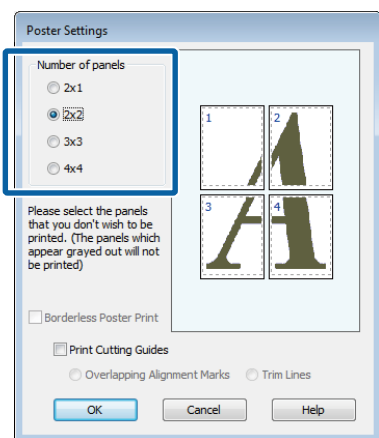 Poster Settings
Number of panels
2x1
2x2
3x3
4x4
1
2
3
4
Please select the panels
that you don't wish to be
printed. (The panels which
appear grayed out will not
be printed)
Borderless Poster Print
Print Cutting Guides
Overlapping Alignment Marks
Trim Lines
OK
Cancel
Help